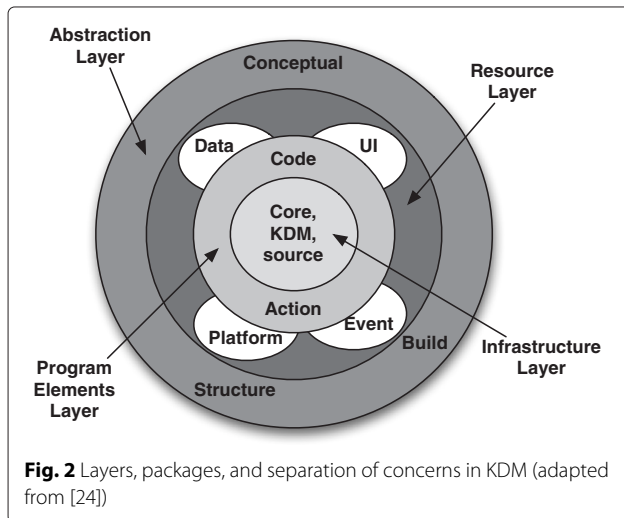 Abstraction
Layer
Conceptual
Resource
Layer
Data
UI
Code
Core,
KDM,
source
Action
Platform
Event
Build
Structure
Program
Elements
Layer
Infrastructure
Layer
Fig. 2 Layers, packages, and separation of concerns in KDM (adapted
from [24])